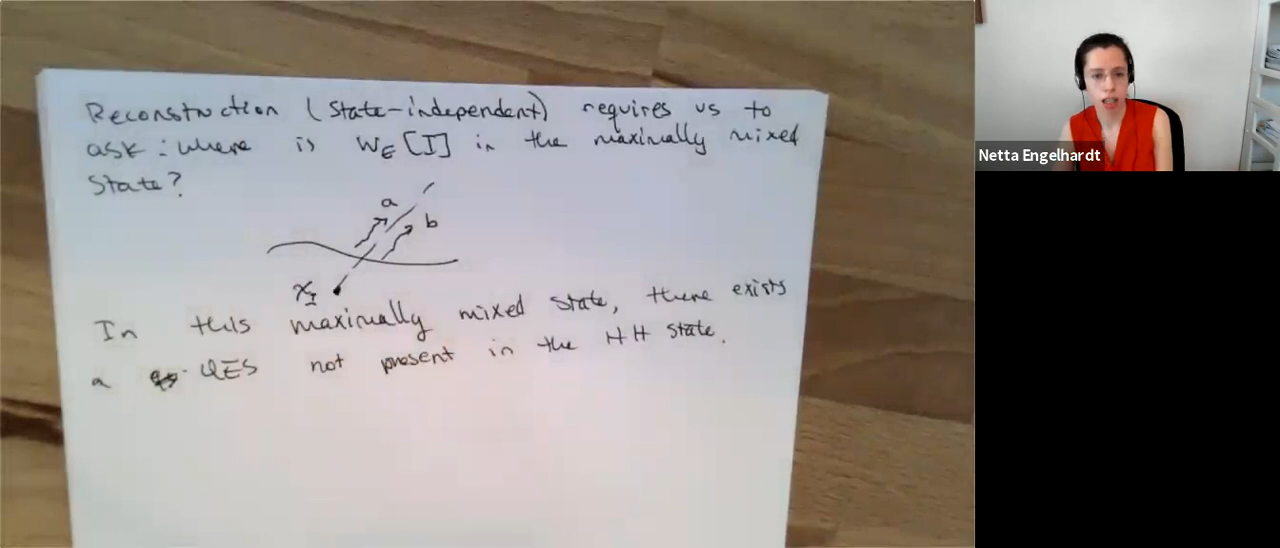 Reconstruction (State-independent) requires us to
ask: where is W_E[I] in the maximally mixed
State?
a
b
χ_I
In this maximally mixed state, there exists
a QES not present in the HH state.
Netta Engelhardt